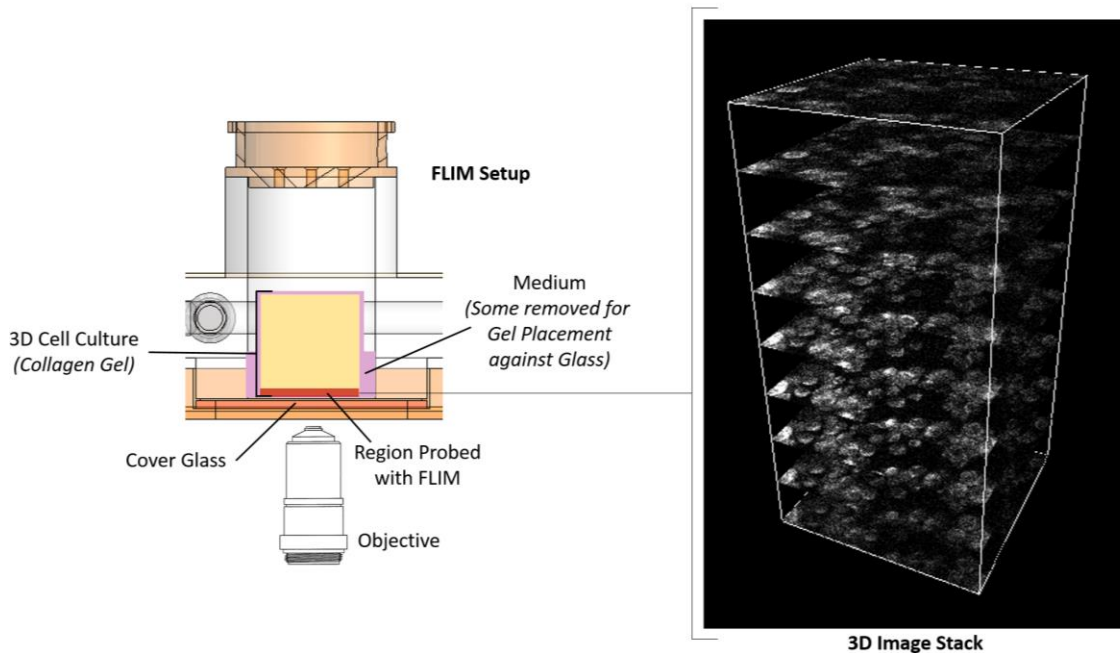 FLIM Setup
Medium
(Some removed for
Gel Placement
against Glass)
3D Cell Culture
(Collagen Gel)
Cover Glass
Region Probed
with FLIM
Objective
3D Image Stack